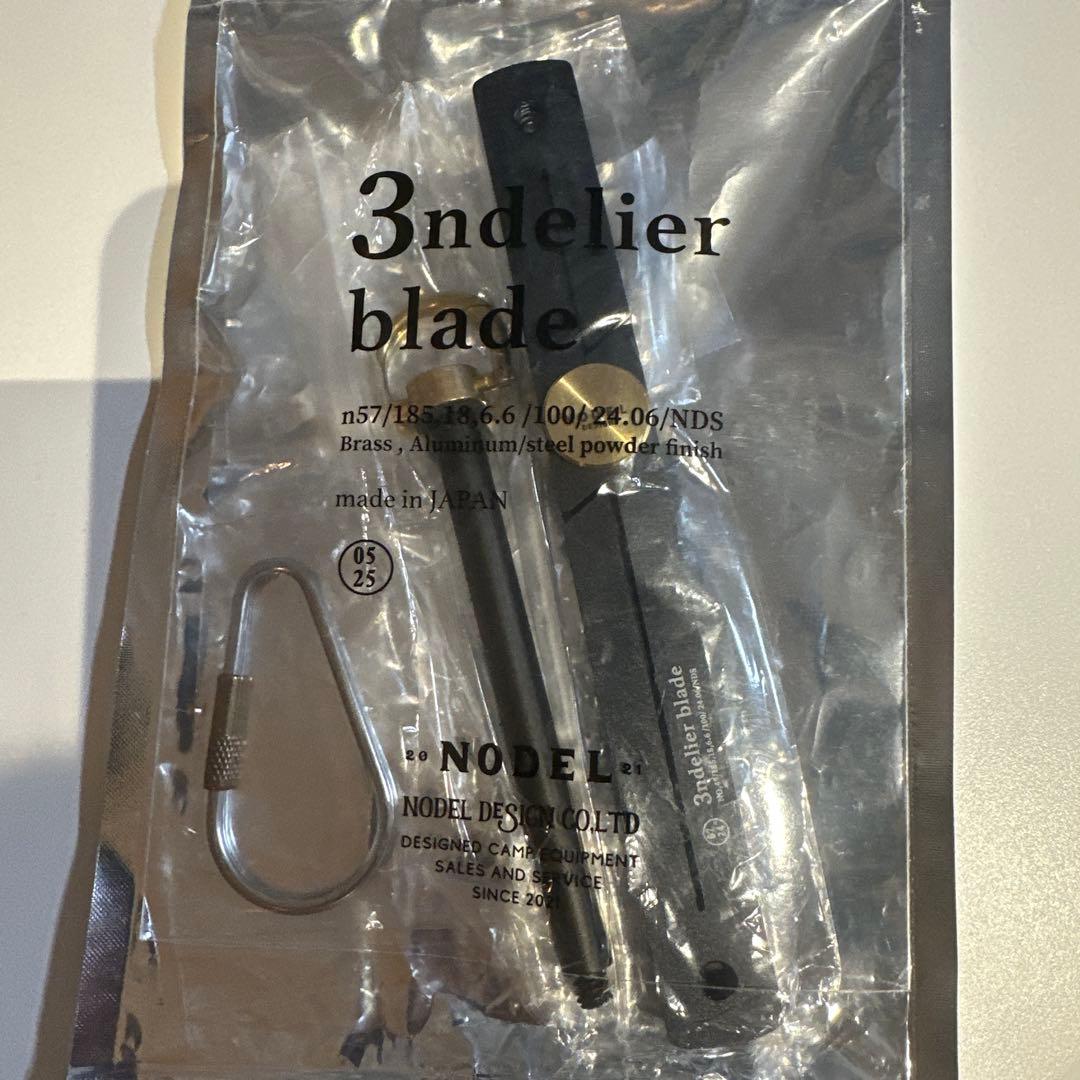 3ndelier
blade
n57/185,18,6.6 /100/ 24.06/NDS
Brass , Aluminum/steel powder finish
made in JAPAN
05
25
3ndelier blade
20 NODEL 21
NODEL DESIGN CO.LTD
DESIGNED CAMP EQUIPMENT
SALES AND SERVICE
SINCE 2021